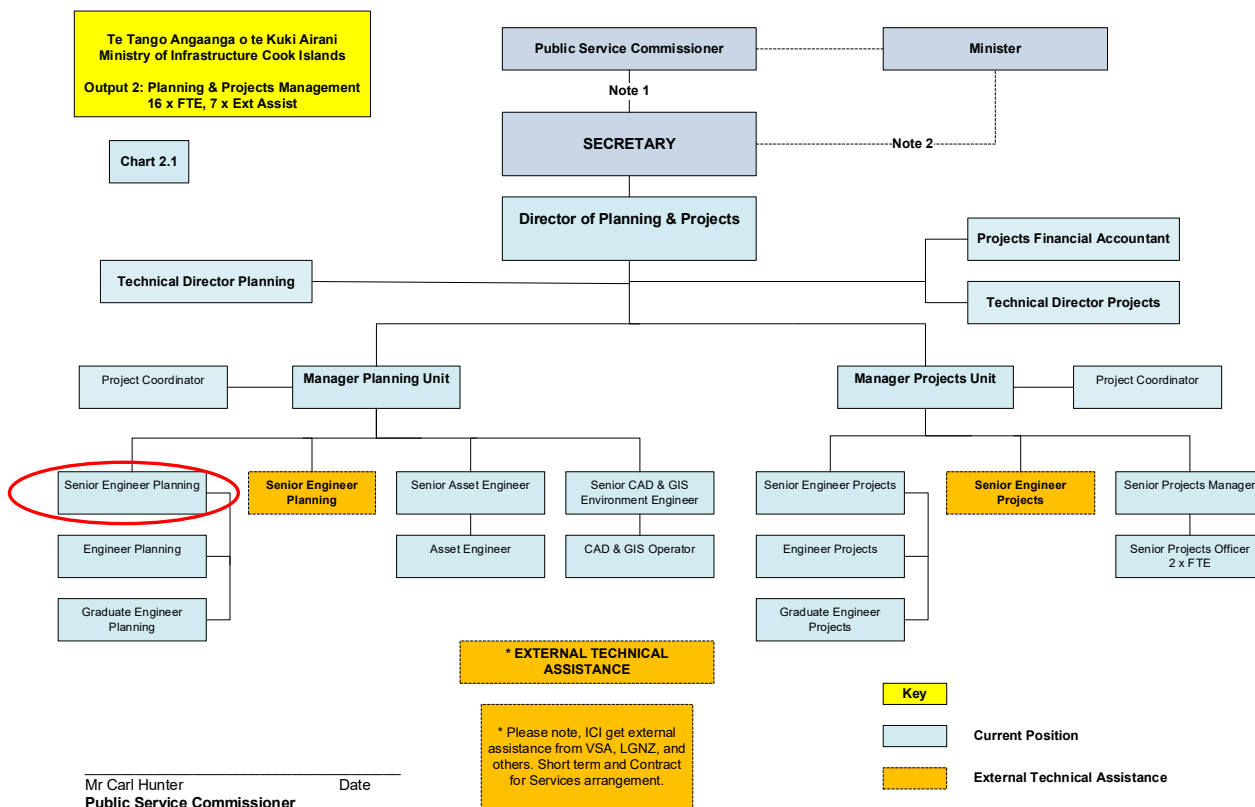 Te Tango Angaanga o te Kuki Airani
Ministry of Infrastructure Cook Islands
Output 2: Planning & Projects Management
16 x FTE, 7 x Ext Assist
Chart 2.1
Public Service Commissioner
Minister
Note 1
SECRETARY
Note 2
Director of Planning & Projects
Projects Financial Accountant
Technical Director Planning
Technical Director Projects
Project Coordinator
Manager Planning Unit
Manager Projects Unit
Project Coordinator
Senior Engineer Planning
Senior Engineer
Planning
Senior Asset Engineer
Senior CAD & GIS
Environment Engineer
Senior Engineer Projects
Senior Engineer
Projects
Senior Projects Manager
Engineer Planning
Asset Engineer
CAD & GIS Operator
Engineer Projects
Senior Projects Officer
2 x FTE
Graduate Engineer
Planning
Graduate Engineer
Projects
* EXTERNAL TECHNICAL
ASSISTANCE
* Please note, ICI get external
assistance from VSA, LGNZ, and
others. Short term and Contract
for Services arrangement.
Key
Current Position
External Technical Assistance
Mr Carl Hunter Date
Public Service Commissioner